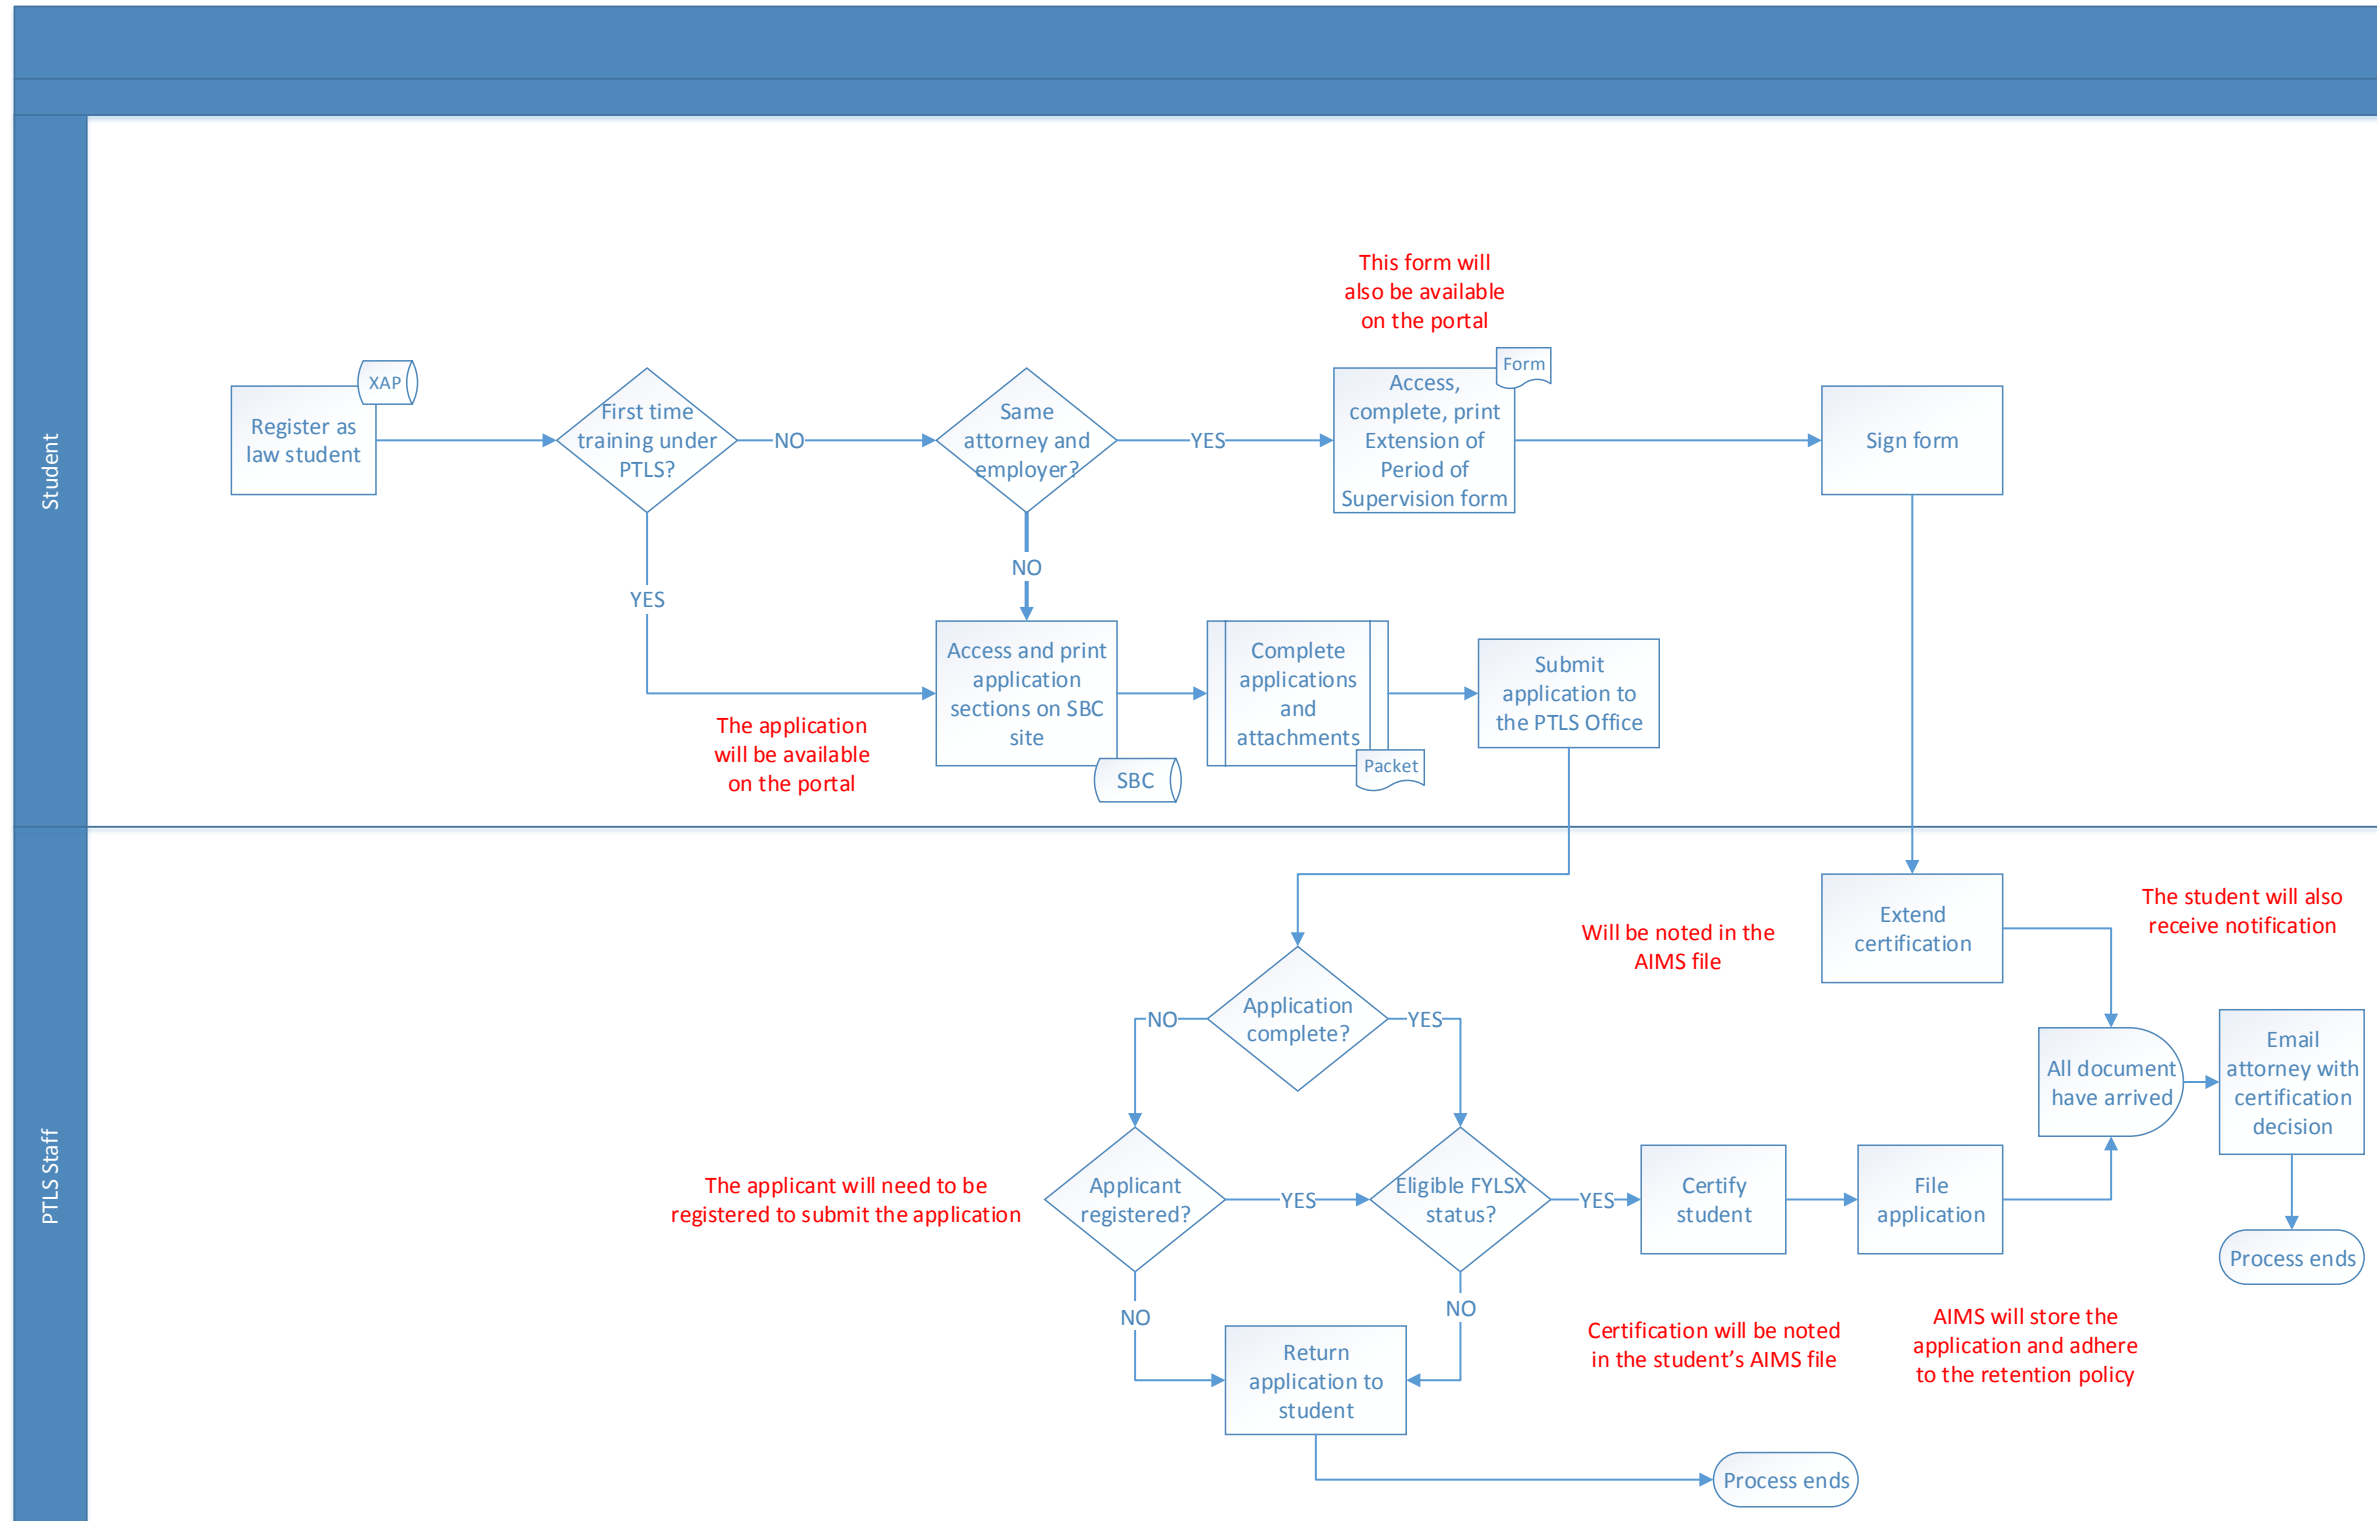 Student
This form will
also be available
on the portal
XAP
Register as
law student
First time
training under
PTLS?
NO
Same
attorney and
employer?
YES
Form
Access,
complete, print
Extension of
Period of
Supervision form
Sign form
YES
NO
The application
will be available
on the portal
Access and print
application
sections on SBC
site
SBC
Complete
applications
and
attachments
Packet
Submit
application to
the PTLS Office
PTLS Staff
Will be noted in the
AIMS file
Extend
certification
The student will also
receive notification
Application
complete?
NO
YES
All document
have arrived
Email
attorney with
certification
decision
The applicant will need to be
registered to submit the application
Applicant
registered?
YES
Eligible FYLSX
status?
YES
Certify
student
File
application
Process ends
NO
NO
Return
application to
student
Certification will be noted
in the student’s AIMS file
AIMS will store the
application and adhere
to the retention policy
Process ends